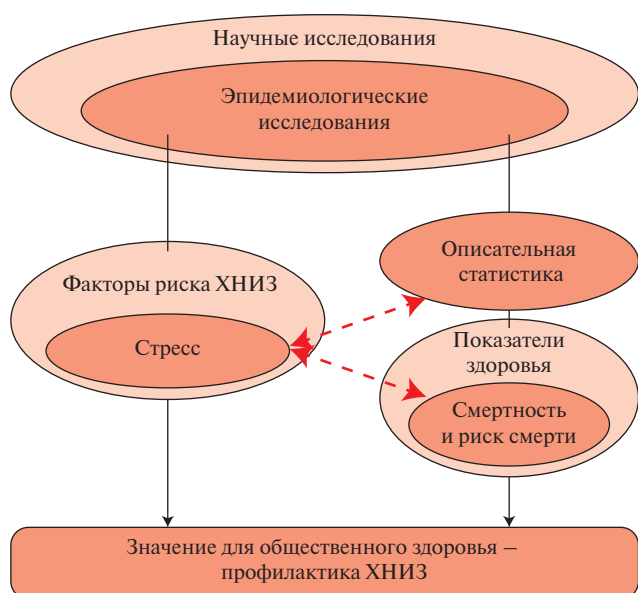 Научные исследования
Эпидемиологические
исследования
Факторы риска ХНИЗ
Стресс
Описательная
статистика
Показатели
здоровья
Смертность
и риск смерти
Значение для общественного здоровья –
профилактика ХНИЗ